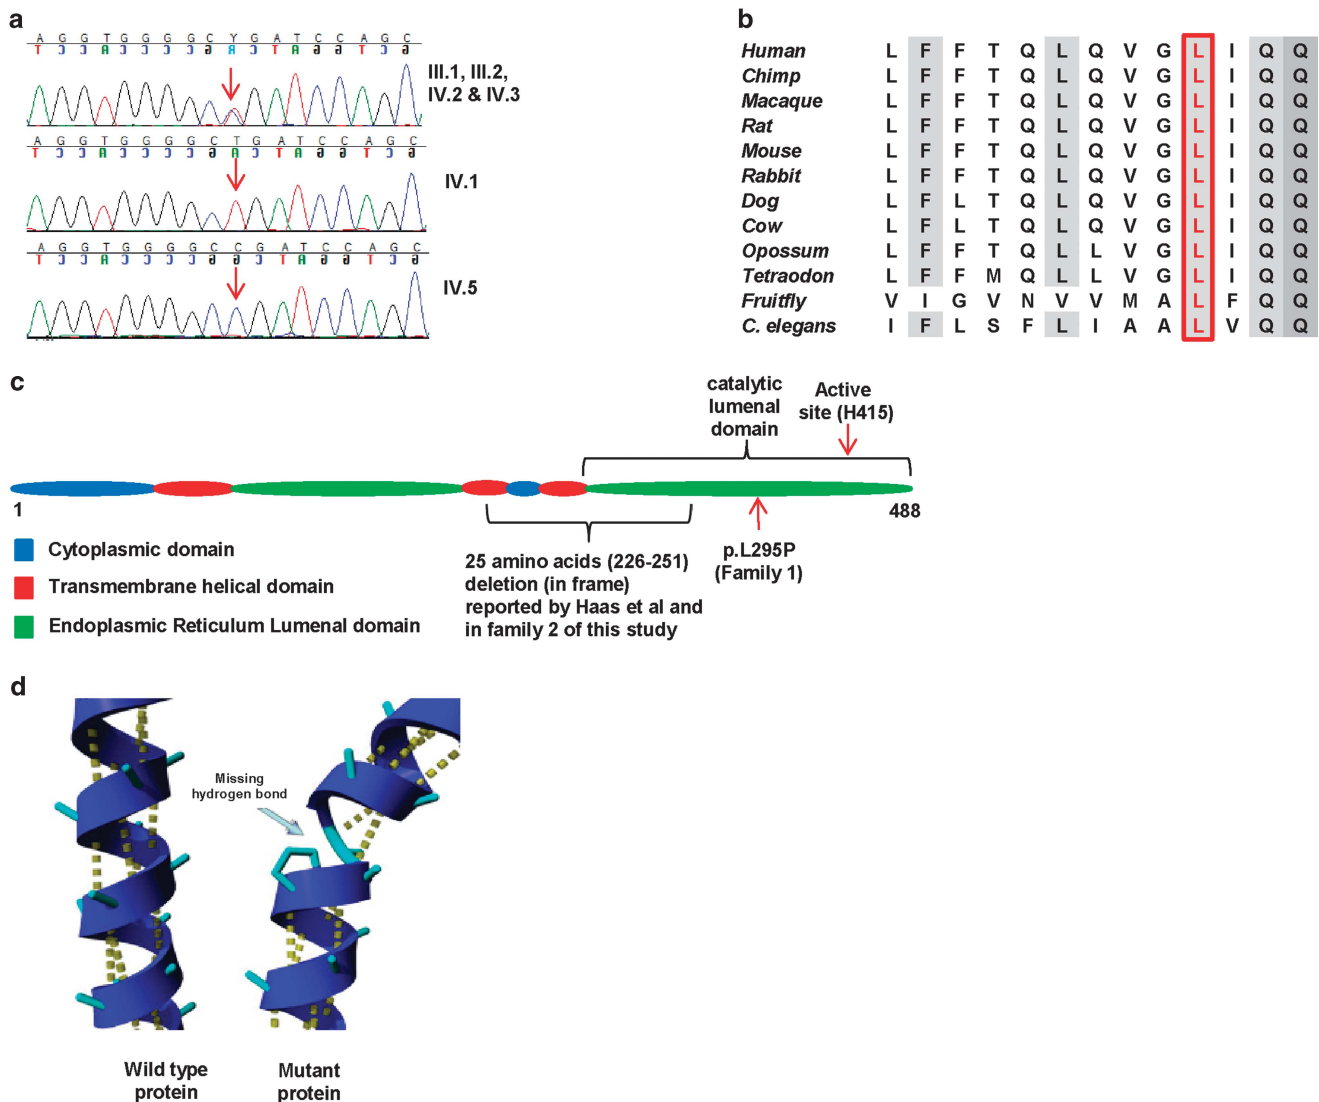 a
A G G T G G G G C Y G A T C C A G C
III.1, III.2,
IV.2 & IV.3
A G G T G G G G C T G A T C C A G C
IV.1
A G G T G G G G C C G A T C C A G C
IV.5
b
Human L F F T Q L Q V G L I Q Q
Chimp L F F T Q L Q V G L I Q Q
Macaque L F F T Q L Q V G L I Q Q
Rat L F F T Q L Q V G L I Q Q
Mouse L F F T Q L Q V G L I Q Q
Rabbit L F F T Q L Q V G L I Q Q
Dog L F L T Q L Q V G L I Q Q
Cow L F L T Q L Q V G L I Q Q
Opossum L F F T Q L L V G L I Q Q
Tetraodon L F F M Q L L V G L I Q Q
Fruitfly V I G V N V V M A L F Q Q
C. elegans I F L S F L I A A L V Q Q
c
catalytic
lumenal
domain
Active
site (H415)
1
488
Cytoplasmic domain
Transmembrane helical domain
Endoplasmic Reticulum Lumenal domain
25 amino acids (226-251)
deletion (in frame)
reported by Haas et al and
in family 2 of this study
p.L295P
(Family 1)
d
Missing
hydrogen bond
Wild type
protein
Mutant
protein